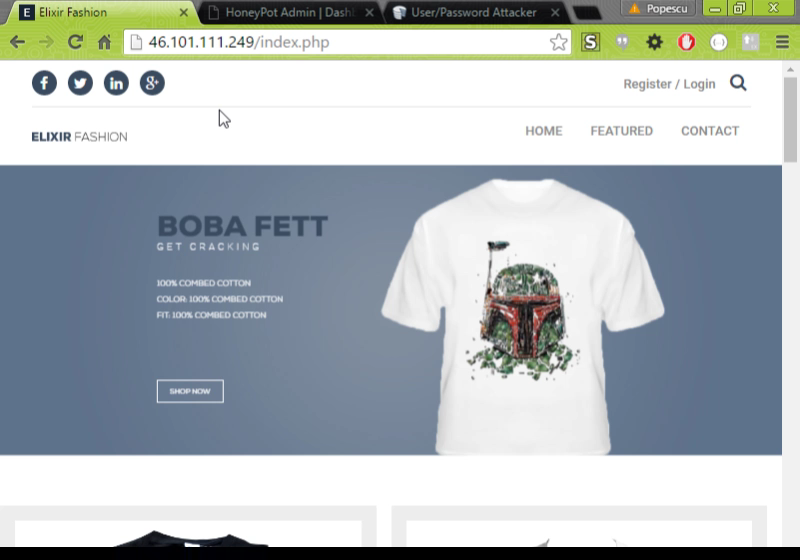 Elixir Fashion
HoneyPot Admin | Dash
User/Password Attacker
Popescu
46.101.111.249/index.php
Register / Login
ELIXIR FASHION
HOME FEATURED CONTACT
BOBA FETT
GET CRACKING
100% COMBED COTTON
COLOR: 100% COMBED COTTON
FIT: 100% COMBED COTTON
SHOP NOW